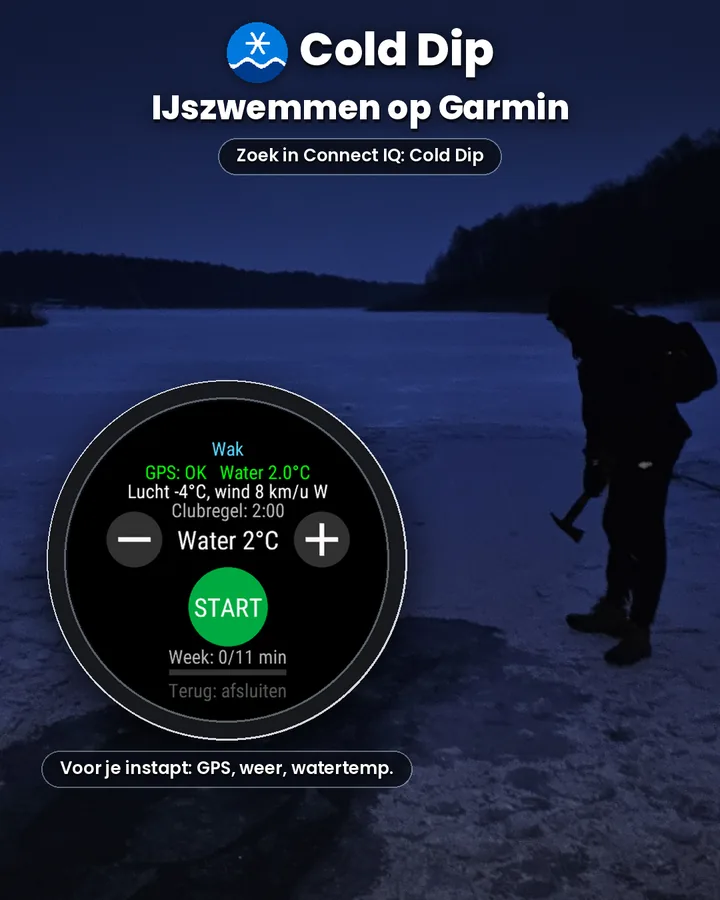 Cold Dip
IJszwemmen op Garmin
Zoek in Connect IQ: Cold Dip
Wak
GPS: OK Water 2.0°C
Lucht -4°C, wind 8 km/u W
Clubregel: 2:00
− Water 2°C +
START
Week: 0/11 min
Terug: afsluiten
Voor je instapt: GPS, weer, watertemp.